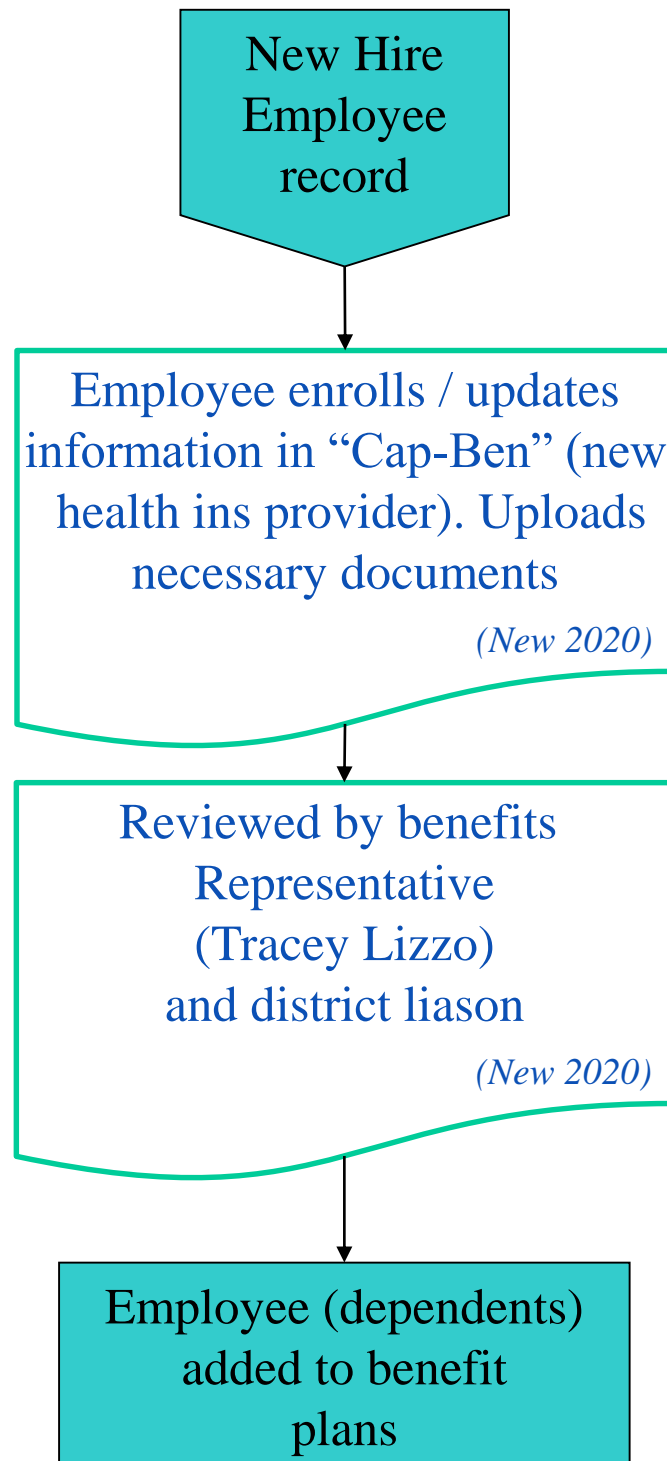 New Hire
Employee
record
Employee enrolls / updates
information in “Cap-Ben” (new
health ins provider). Uploads
necessary documents
(New 2020)
Reviewed by benefits
Representative
(Tracey Lizzo)
and district liason
(New 2020)
Employee (dependents)
added to benefit
plans